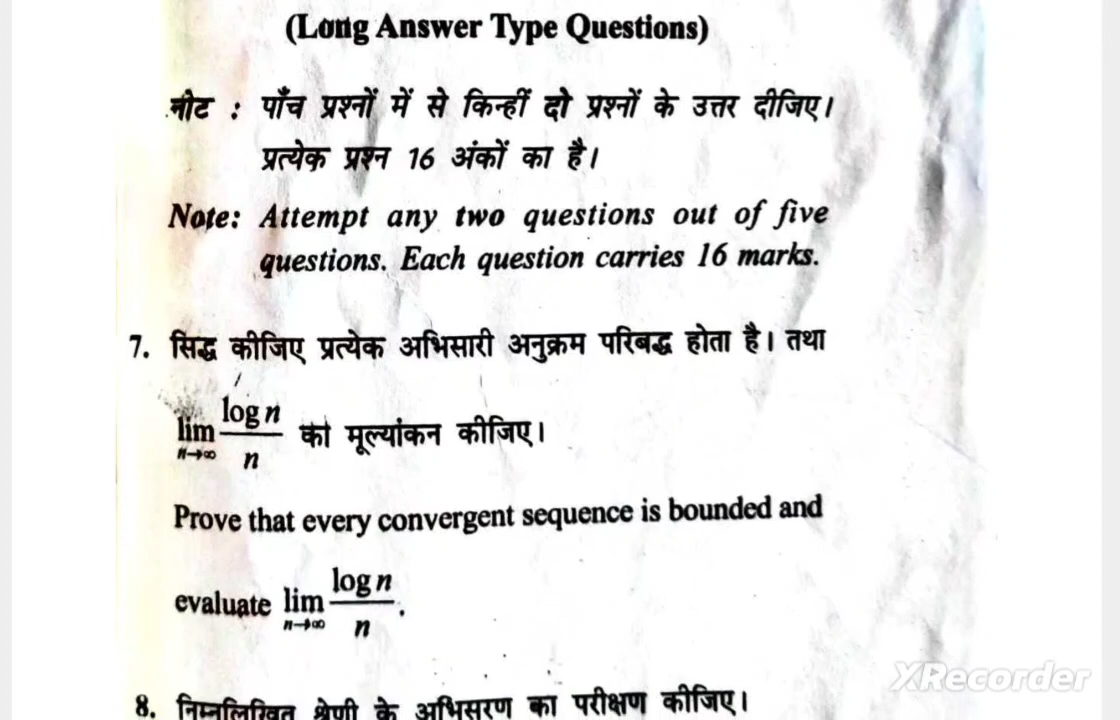 (Long Answer Type Questions)
नोट : पाँच प्रश्नों में से किन्हीं दो प्रश्नों के उत्तर दीजिए।
प्रत्येक प्रश्न 16 अंकों का है।
Note: Attempt any two questions out of five
questions. Each question carries 16 marks.
7. सिद्ध कीजिए प्रत्येक अभिसारी अनुक्रम परिबद्ध होता है। तथा
lim n→∞ log n / n का मूल्यांकन कीजिए।
Prove that every convergent sequence is bounded and
evaluate lim n→∞ log n / n.
XRecorder
8. निम्नलिखित श्रेणी के अभिसरण का परीक्षण कीजिए।